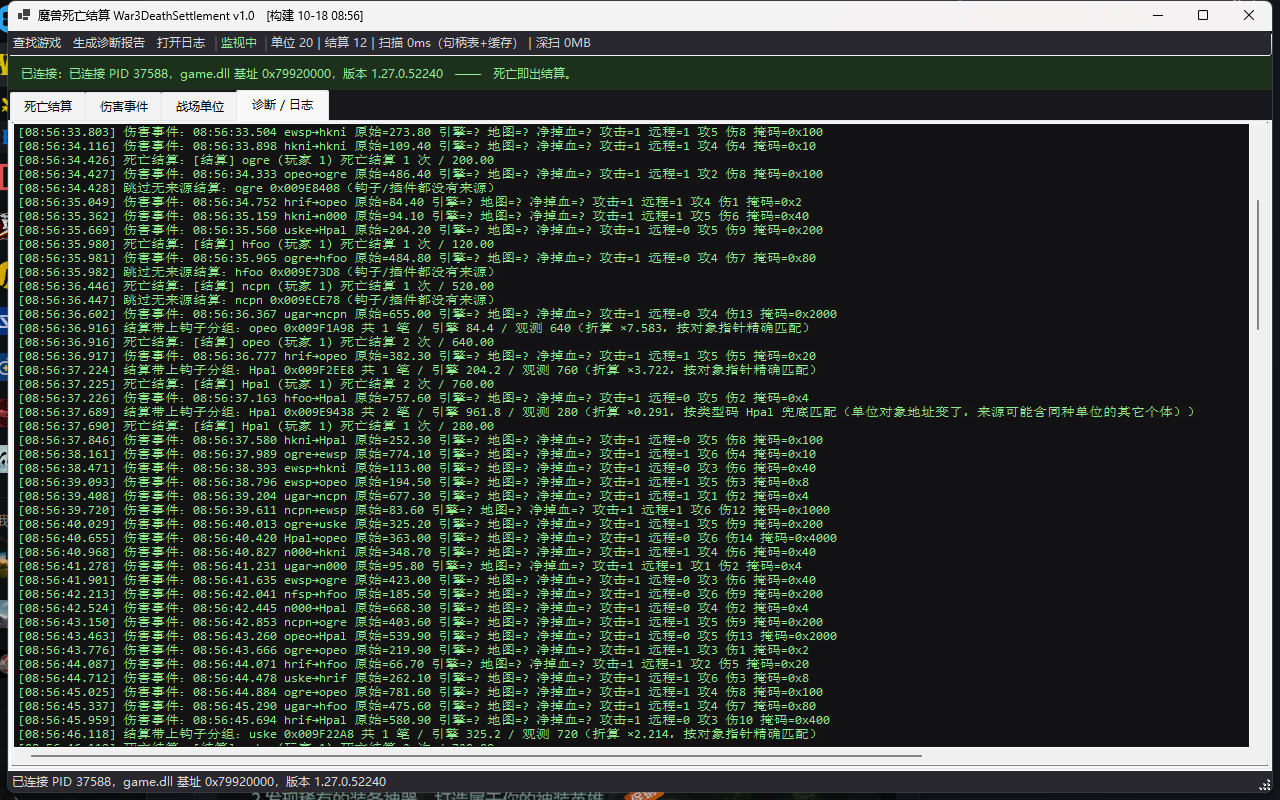 魔兽死亡结算 War3DeathSettlement v1.0 [构建 10-18 08:56]
查找游戏 生成诊断报告 打开日志 | 监视中 | 单位 20 | 结算 12 | 扫描 0ms（句柄表+缓存） | 深扫 0MB
已连接：已连接 PID 37588，game.dll 基址 0x79920000，版本 1.27.0.52240 —— 死亡即出结算。
死亡结算 伤害事件 战场单位 诊断 / 日志
[08:56:33.803] 伤害事件: 08:56:33.504 ewsp→hkni 原始=273.80 引擎=? 地图=? 净掉血=? 攻击=1 远程=1 攻5 伤8 掩码=0x100
[08:56:34.116] 伤害事件: 08:56:33.898 hkni→hkni 原始=109.40 引擎=? 地图=? 净掉血=? 攻击=1 远程=1 攻4 伤4 掩码=0x10
[08:56:34.426] 死亡结算: [结算] ogre (玩家 1) 死亡结算 1 次 / 200.00
[08:56:34.427] 伤害事件: 08:56:34.333 opeo→ogre 原始=486.40 引擎=? 地图=? 净掉血=? 攻击=1 远程=1 攻2 伤8 掩码=0x100
[08:56:34.428] 跳过无来源结算: ogre 0x009E8408（钩子/插件都没有来源）
[08:56:35.049] 伤害事件: 08:56:34.752 hrif→opeo 原始=84.40 引擎=? 地图=? 净掉血=? 攻击=1 远程=1 攻4 伤1 掩码=0x2
[08:56:35.362] 伤害事件: 08:56:35.159 hkni→n000 原始=94.10 引擎=? 地图=? 净掉血=? 攻击=1 远程=1 攻5 伤6 掩码=0x40
[08:56:35.669] 伤害事件: 08:56:35.560 uske→Hpal 原始=204.20 引擎=? 地图=? 净掉血=? 攻击=1 远程=0 攻5 伤9 掩码=0x200
[08:56:35.980] 死亡结算: [结算] hfoo (玩家 1) 死亡结算 1 次 / 120.00
[08:56:35.981] 伤害事件: 08:56:35.965 ogre→hfoo 原始=484.80 引擎=? 地图=? 净掉血=? 攻击=1 远程=0 攻4 伤7 掩码=0x80
[08:56:35.982] 跳过无来源结算: hfoo 0x009E73D8（钩子/插件都没有来源）
[08:56:36.446] 死亡结算: [结算] ncpn (玩家 1) 死亡结算 1 次 / 520.00
[08:56:36.447] 跳过无来源结算: ncpn 0x009ECE78（钩子/插件都没有来源）
[08:56:36.602] 伤害事件: 08:56:36.367 ugar→ncpn 原始=655.00 引擎=? 地图=? 净掉血=? 攻击=1 远程=0 攻4 伤13 掩码=0x2000
[08:56:36.916] 结算带上钩子分组: opeo 0x009F1A98 共 1 笔 / 引擎 84.4 / 观测 640（折算 ×7.583，按对象指针精确匹配）
[08:56:36.916] 死亡结算: [结算] opeo (玩家 1) 死亡结算 2 次 / 640.00
[08:56:36.917] 伤害事件: 08:56:36.777 hrif→opeo 原始=382.30 引擎=? 地图=? 净掉血=? 攻击=1 远程=1 攻5 伤5 掩码=0x20
[08:56:37.224] 结算带上钩子分组: Hpal 0x009F2EE8 共 1 笔 / 引擎 204.2 / 观测 760（折算 ×3.722，按对象指针精确匹配）
[08:56:37.225] 死亡结算: [结算] Hpal (玩家 1) 死亡结算 2 次 / 760.00
[08:56:37.226] 伤害事件: 08:56:37.163 hfoo→Hpal 原始=757.60 引擎=? 地图=? 净掉血=? 攻击=1 远程=0 攻5 伤2 掩码=0x4
[08:56:37.689] 结算带上钩子分组: Hpal 0x009E9438 共 2 笔 / 引擎 961.8 / 观测 280（折算 ×0.291，按类型码 Hpal 兜底匹配（单位对象地址变了，来源可能含同种单位的其它个体））
[08:56:37.690] 死亡结算: [结算] Hpal (玩家 1) 死亡结算 1 次 / 280.00
[08:56:37.846] 伤害事件: 08:56:37.580 hkni→Hpal 原始=252.30 引擎=? 地图=? 净掉血=? 攻击=1 远程=0 攻5 伤8 掩码=0x100
[08:56:38.161] 伤害事件: 08:56:37.989 ogre→ewsp 原始=774.10 引擎=? 地图=? 净掉血=? 攻击=1 远程=1 攻6 伤4 掩码=0x10
[08:56:38.471] 伤害事件: 08:56:38.393 ewsp→hkni 原始=113.00 引擎=? 地图=? 净掉血=? 攻击=1 远程=0 攻3 伤6 掩码=0x40
[08:56:39.093] 伤害事件: 08:56:38.796 ewsp→opeo 原始=194.50 引擎=? 地图=? 净掉血=? 攻击=1 远程=1 攻5 伤3 掩码=0x8
[08:56:39.408] 伤害事件: 08:56:39.204 ugar→ncpn 原始=677.30 引擎=? 地图=? 净掉血=? 攻击=1 远程=1 攻1 伤2 掩码=0x4
[08:56:39.720] 伤害事件: 08:56:39.611 ncpn→ewsp 原始=83.60 引擎=? 地图=? 净掉血=? 攻击=1 远程=1 攻6 伤12 掩码=0x1000
[08:56:40.029] 伤害事件: 08:56:40.013 ogre→uske 原始=325.20 引擎=? 地图=? 净掉血=? 攻击=1 远程=1 攻5 伤9 掩码=0x200
[08:56:40.655] 伤害事件: 08:56:40.420 Hpal→opeo 原始=363.00 引擎=? 地图=? 净掉血=? 攻击=1 远程=0 攻6 伤14 掩码=0x4000
[08:56:40.968] 伤害事件: 08:56:40.827 n000→hkni 原始=348.70 引擎=? 地图=? 净掉血=? 攻击=1 远程=1 攻4 伤6 掩码=0x40
[08:56:41.278] 伤害事件: 08:56:41.231 ugar→n000 原始=95.80 引擎=? 地图=? 净掉血=? 攻击=1 远程=1 攻1 伤2 掩码=0x4
[08:56:41.901] 伤害事件: 08:56:41.635 ewsp→ogre 原始=423.00 引擎=? 地图=? 净掉血=? 攻击=1 远程=0 攻3 伤6 掩码=0x40
[08:56:42.213] 伤害事件: 08:56:42.041 nfsp→hfoo 原始=185.50 引擎=? 地图=? 净掉血=? 攻击=1 远程=0 攻6 伤9 掩码=0x200
[08:56:42.524] 伤害事件: 08:56:42.445 n000→Hpal 原始=668.30 引擎=? 地图=? 净掉血=? 攻击=1 远程=0 攻4 伤2 掩码=0x4
[08:56:43.150] 伤害事件: 08:56:42.853 ncpn→ogre 原始=403.60 引擎=? 地图=? 净掉血=? 攻击=1 远程=1 攻5 伤9 掩码=0x200
[08:56:43.463] 伤害事件: 08:56:43.260 opeo→Hpal 原始=539.90 引擎=? 地图=? 净掉血=? 攻击=1 远程=0 攻5 伤13 掩码=0x2000
[08:56:43.776] 伤害事件: 08:56:43.666 ogre→opeo 原始=219.90 引擎=? 地图=? 净掉血=? 攻击=1 远程=1 攻3 伤1 掩码=0x2
[08:56:44.087] 伤害事件: 08:56:44.071 hrif→hfoo 原始=66.70 引擎=? 地图=? 净掉血=? 攻击=1 远程=1 攻2 伤5 掩码=0x20
[08:56:44.712] 伤害事件: 08:56:44.478 uske→hrif 原始=262.10 引擎=? 地图=? 净掉血=? 攻击=1 远程=1 攻6 伤3 掩码=0x8
[08:56:45.025] 伤害事件: 08:56:44.884 ogre→opeo 原始=781.60 引擎=? 地图=? 净掉血=? 攻击=1 远程=1 攻4 伤8 掩码=0x100
[08:56:45.337] 伤害事件: 08:56:45.290 ugar→hfoo 原始=475.60 引擎=? 地图=? 净掉血=? 攻击=1 远程=1 攻4 伤7 掩码=0x80
[08:56:45.959] 伤害事件: 08:56:45.694 hrif→Hpal 原始=580.90 引擎=? 地图=? 净掉血=? 攻击=1 远程=0 攻3 伤10 掩码=0x400
[08:56:46.118] 结算带上钩子分组: uske 0x009F22A8 共 1 笔 / 引擎 325.2 / 观测 720（折算 ×2.214，按对象指针精确匹配）
已连接 PID 37588，game.dll 基址 0x79920000，版本 1.27.0.52240